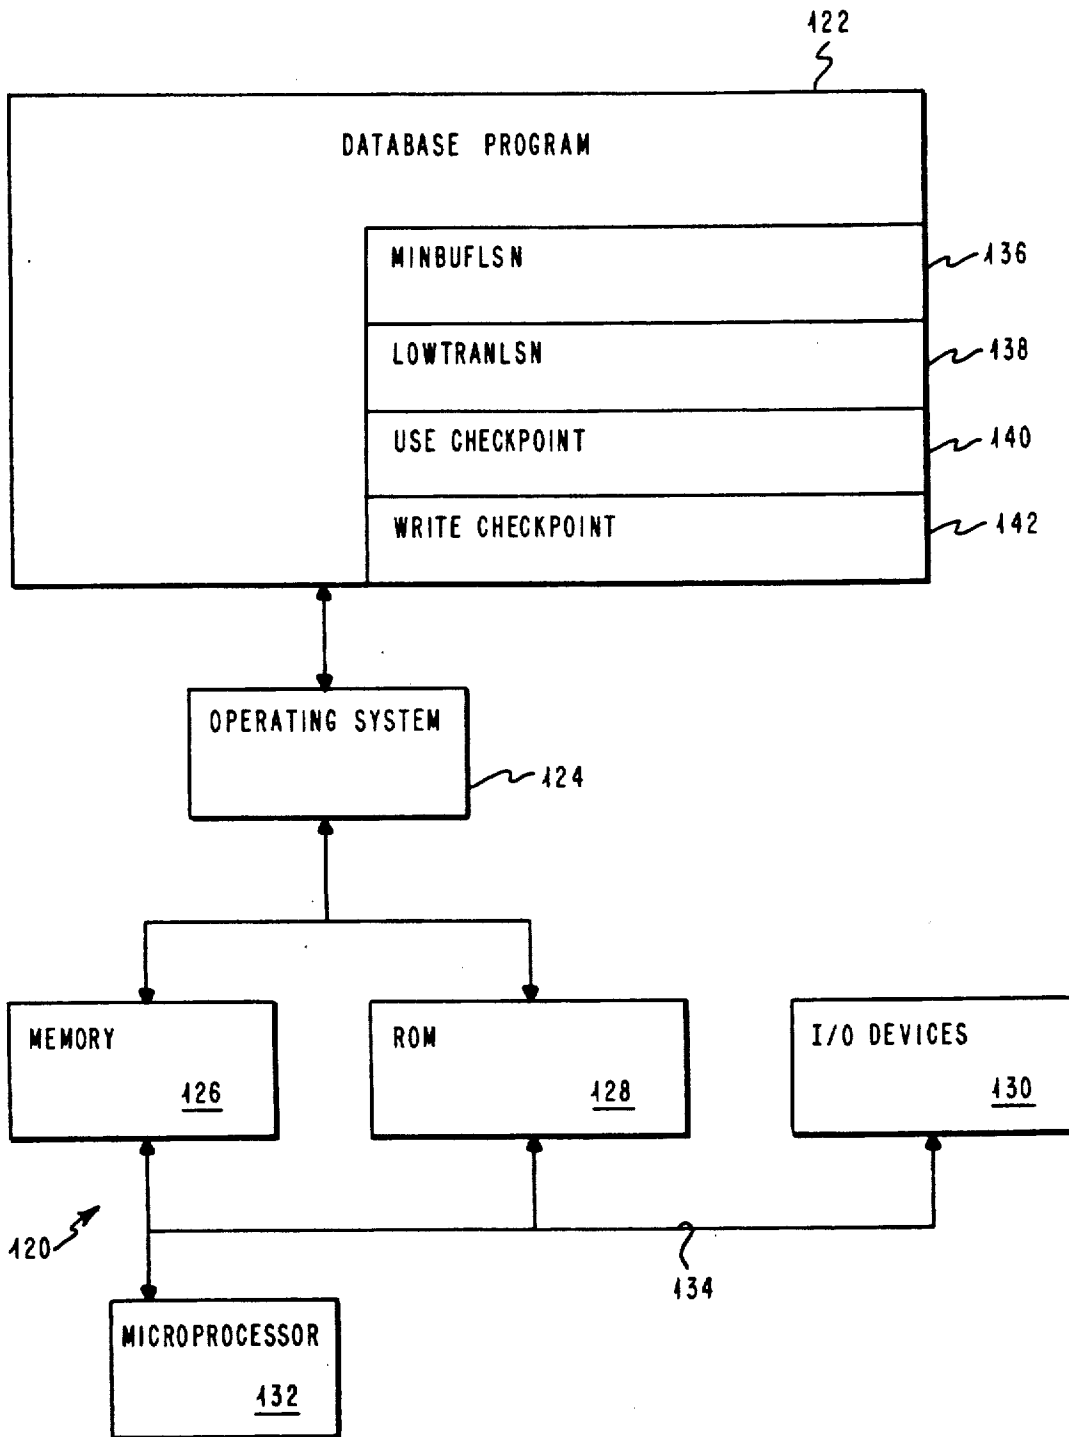 122
DATABASE PROGRAM
MINBUFLSN
136
LOWTRANLSN
138
USE CHECKPOINT
140
WRITE CHECKPOINT
142
OPERATING SYSTEM
124
MEMORY
126
ROM
128
I/O DEVICES
130
120
134
MICROPROCESSOR
132